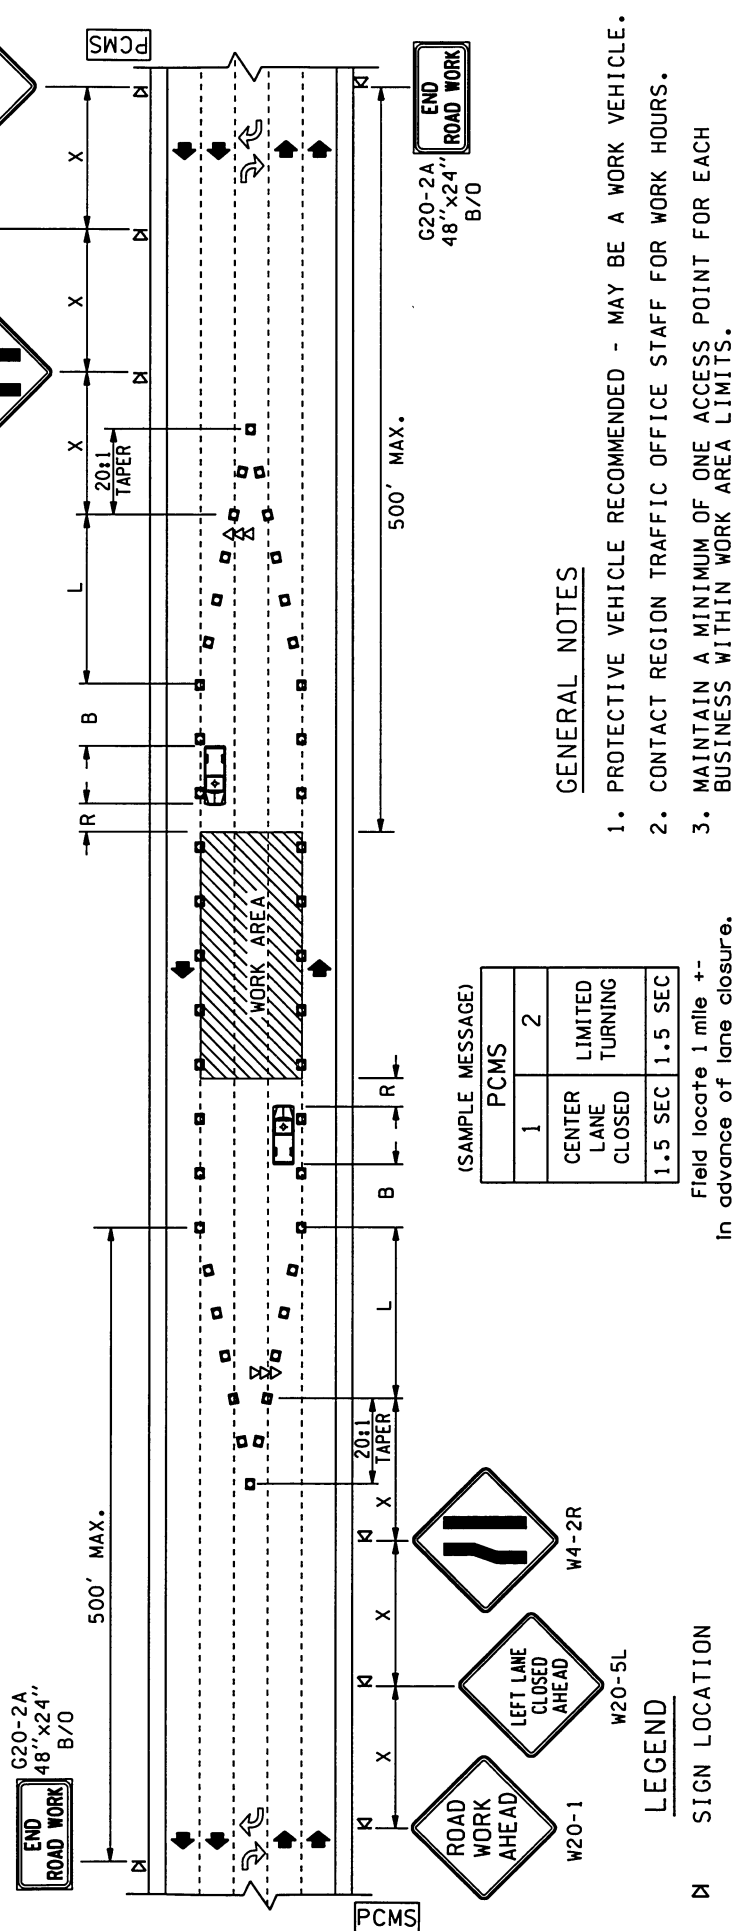 PCMS
X
X
X
20:1
TAPER
L
B
R
WORK AREA
END
ROAD WORK
G20-2A
48"x24"
B/O
500' MAX.
500' MAX.
R
B
L
20:1
TAPER
X
X
X
END
ROAD WORK
G20-2A
48"x24"
B/O
PCMS
ROAD
WORK
AHEAD
W20-1
LEFT LANE
CLOSED
AHEAD
W20-5L
W4-2R
LEGEND
SIGN LOCATION
(SAMPLE MESSAGE)
PCMS
1 2
CENTER LANE CLOSED
LIMITED TURNING
1.5 SEC 1.5 SEC
Field locate 1 mile +-
in advance of lane closure.
GENERAL NOTES
1. PROTECTIVE VEHICLE RECOMMENDED - MAY BE A WORK VEHICLE.
2. CONTACT REGION TRAFFIC OFFICE STAFF FOR WORK HOURS.
3. MAINTAIN A MINIMUM OF ONE ACCESS POINT FOR EACH
BUSINESS WITHIN WORK AREA LIMITS.